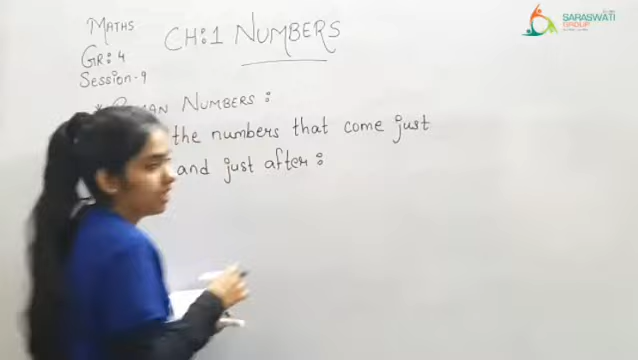 MATHS
GR: 4
Session-9
CH:1 NUMBERS
* ROMAN NUMBERS:
the numbers that come just
and just after:
SARASWATI
GROUP